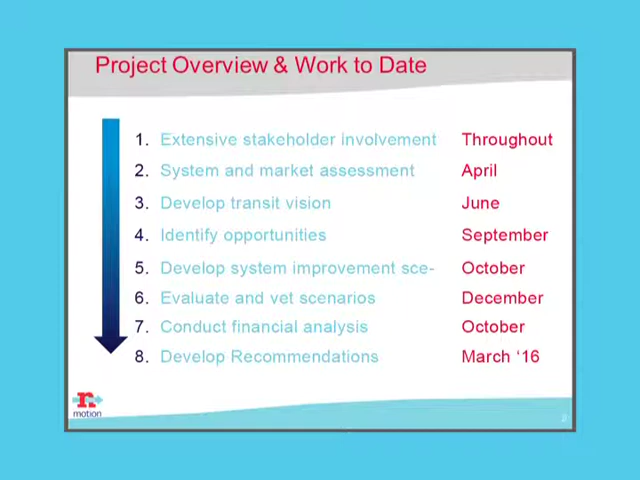 Project Overview & Work to Date
1. Extensive stakeholder involvement Throughout
2. System and market assessment April
3. Develop transit vision June
4. Identify opportunities September
5. Develop system improvement sce- October
6. Evaluate and vet scenarios December
7. Conduct financial analysis October
8. Develop Recommendations March ‘16
n
motion